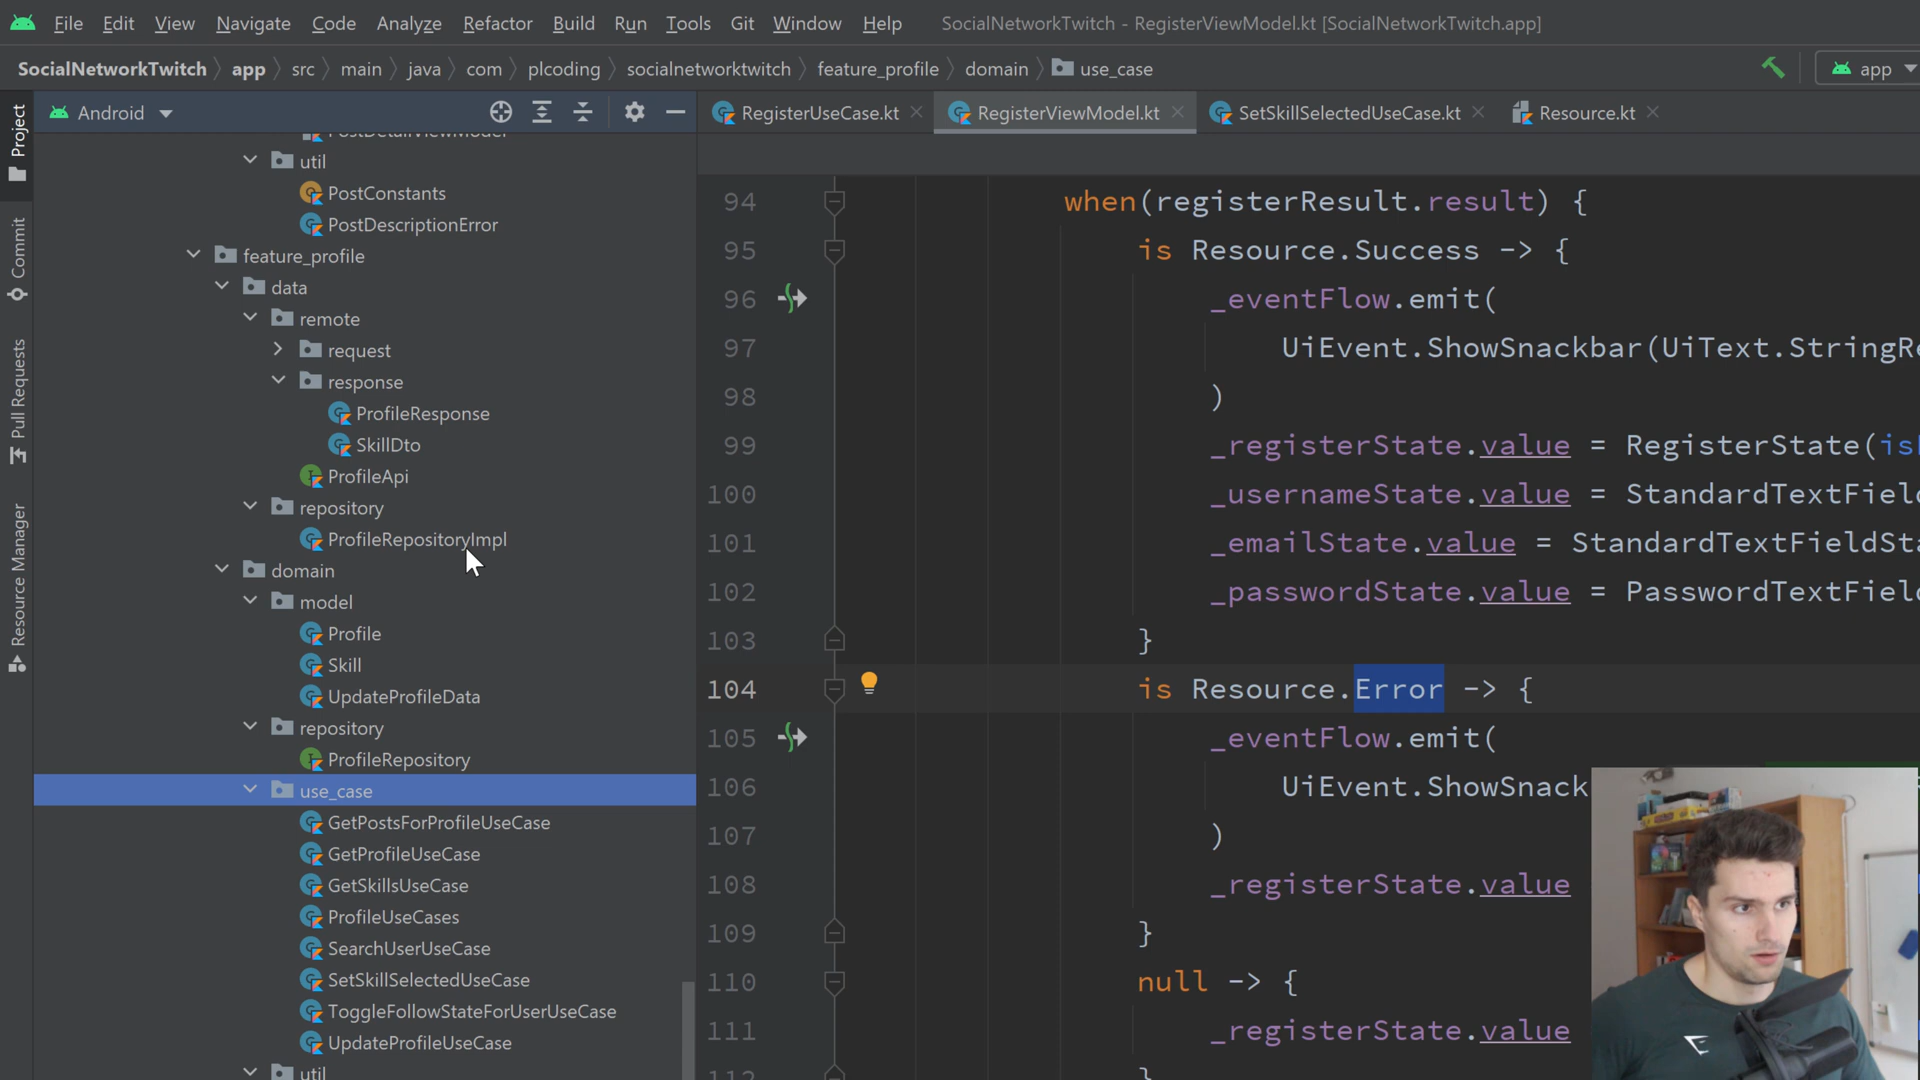 File Edit View Navigate Code Analyze Refactor Build Run Tools Git Window Help SocialNetworkTwitch - RegisterViewModel.kt [SocialNetworkTwitch.app]
SocialNetworkTwitch app src main java com plcoding socialnetworktwitch feature_profile domain use_case app
Project
Commit
Pull Requests
Resource Manager
Android
PostDetailViewModel
util
PostConstants
PostDescriptionError
feature_profile
data
remote
request
response
ProfileResponse
SkillDto
ProfileApi
repository
ProfileRepositoryImpl
domain
model
Profile
Skill
UpdateProfileData
repository
ProfileRepository
use_case
GetPostsForProfileUseCase
GetProfileUseCase
GetSkillsUseCase
ProfileUseCases
SearchUserUseCase
SetSkillSelectedUseCase
ToggleFollowStateForUserUseCase
UpdateProfileUseCase
util
RegisterUseCase.kt RegisterViewModel.kt SetSkillSelectedUseCase.kt Resource.kt
94 when(registerResult.result) {
95 is Resource.Success -> {
96 _eventFlow.emit(
97 UiEvent.ShowSnackbar(UiText.StringRe
98 )
99 _registerState.value = RegisterState(is
100 _usernameState.value = StandardTextField
101 _emailState.value = StandardTextFieldSta
102 _passwordState.value = PasswordTextField
103 }
104 is Resource.Error -> {
105 _eventFlow.emit(
106 UiEvent.ShowSnack
107 )
108 _registerState.value
109 }
110 null -> {
111 _registerState.value
112 }